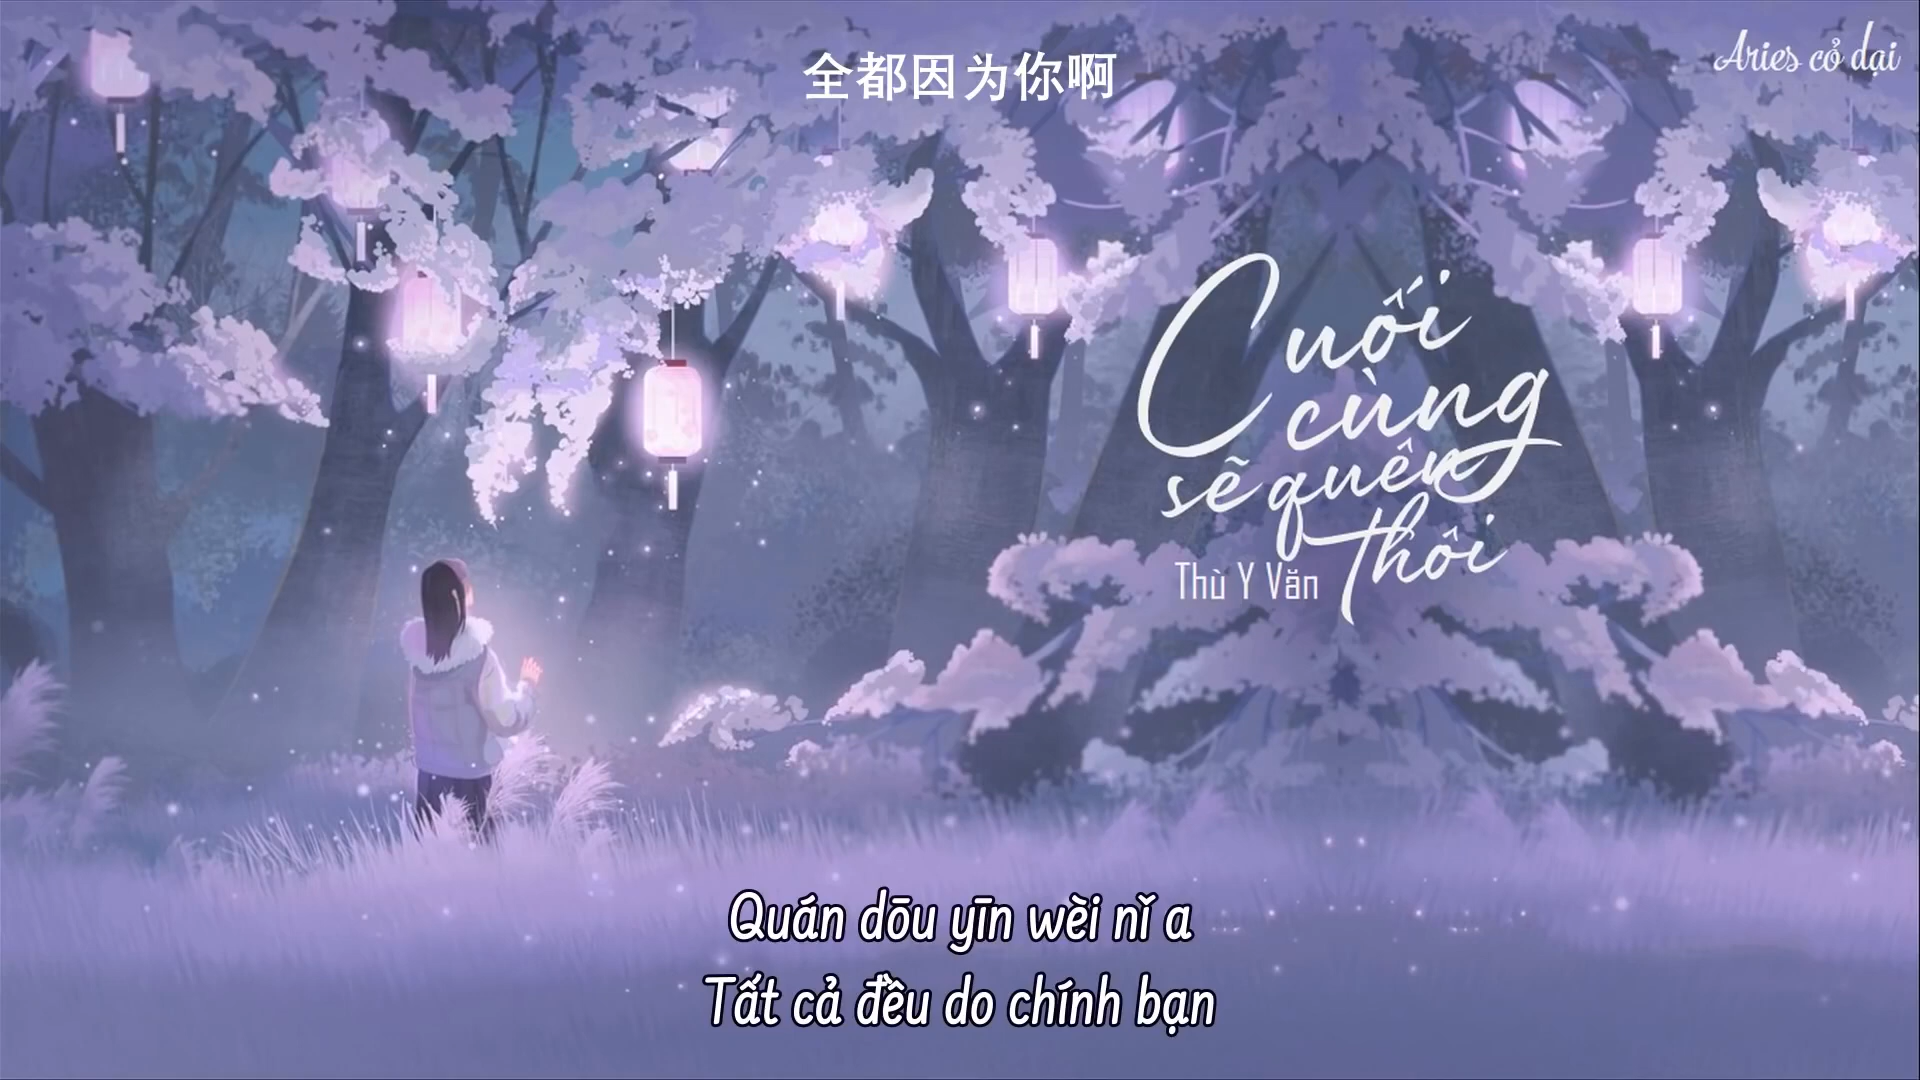 Aries cỏ dại
全都因为你啊
Cuối
cùng
sẽ quên
thôi
Thù Y Văn
Quán dōu yīn wèi nǐ a
Tất cả đều do chính bạn